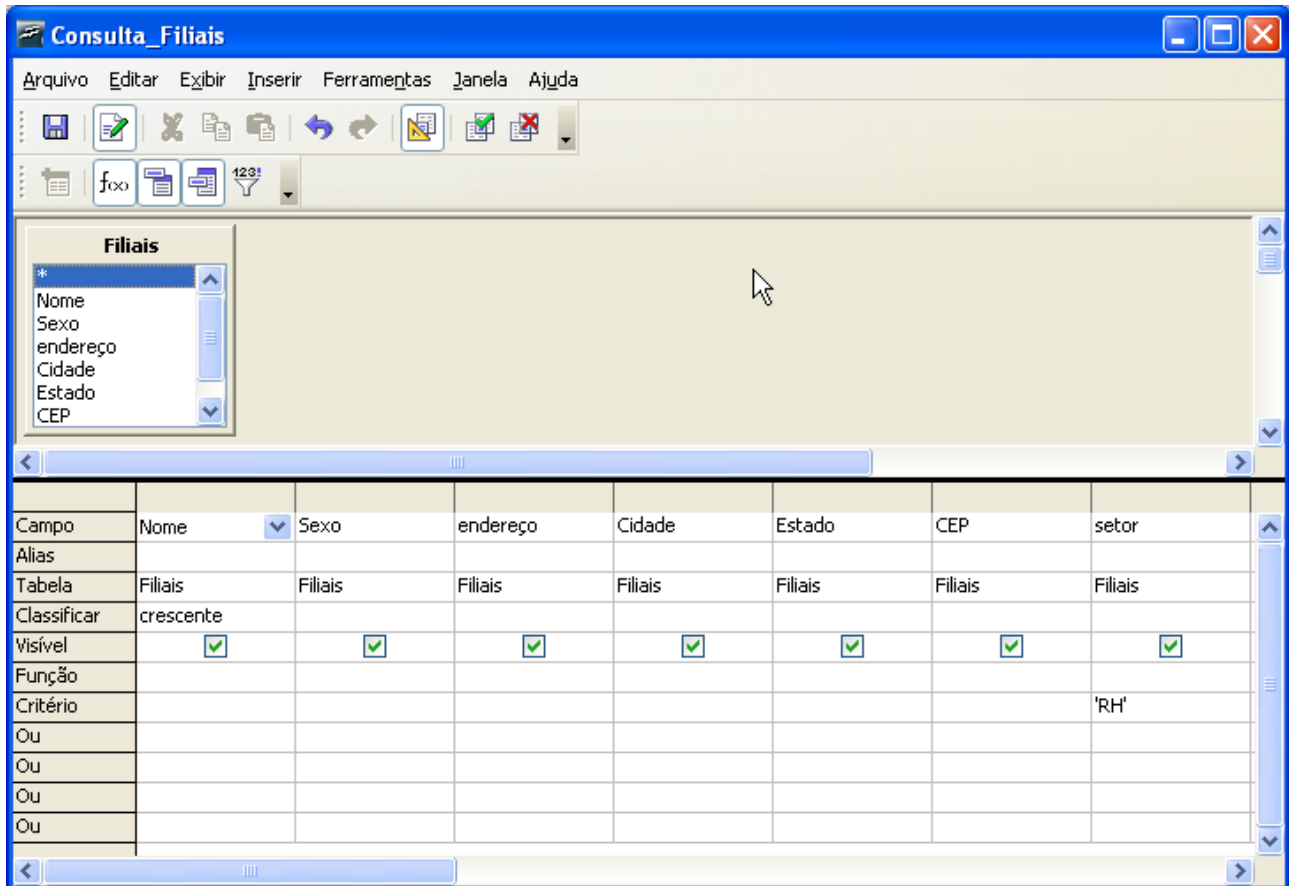 Consulta_Filiais
Arquivo Editar Exibir Inserir Ferramentas Janela Ajuda
f(x) 123!
Filiais
*
Nome
Sexo
endereço
Cidade
Estado
CEP
Campo Nome Sexo endereço Cidade Estado CEP setor
Alias
Tabela Filiais Filiais Filiais Filiais Filiais Filiais Filiais
Classificar crescente
Visível
Função
Critério 'RH'
Ou
Ou
Ou
Ou